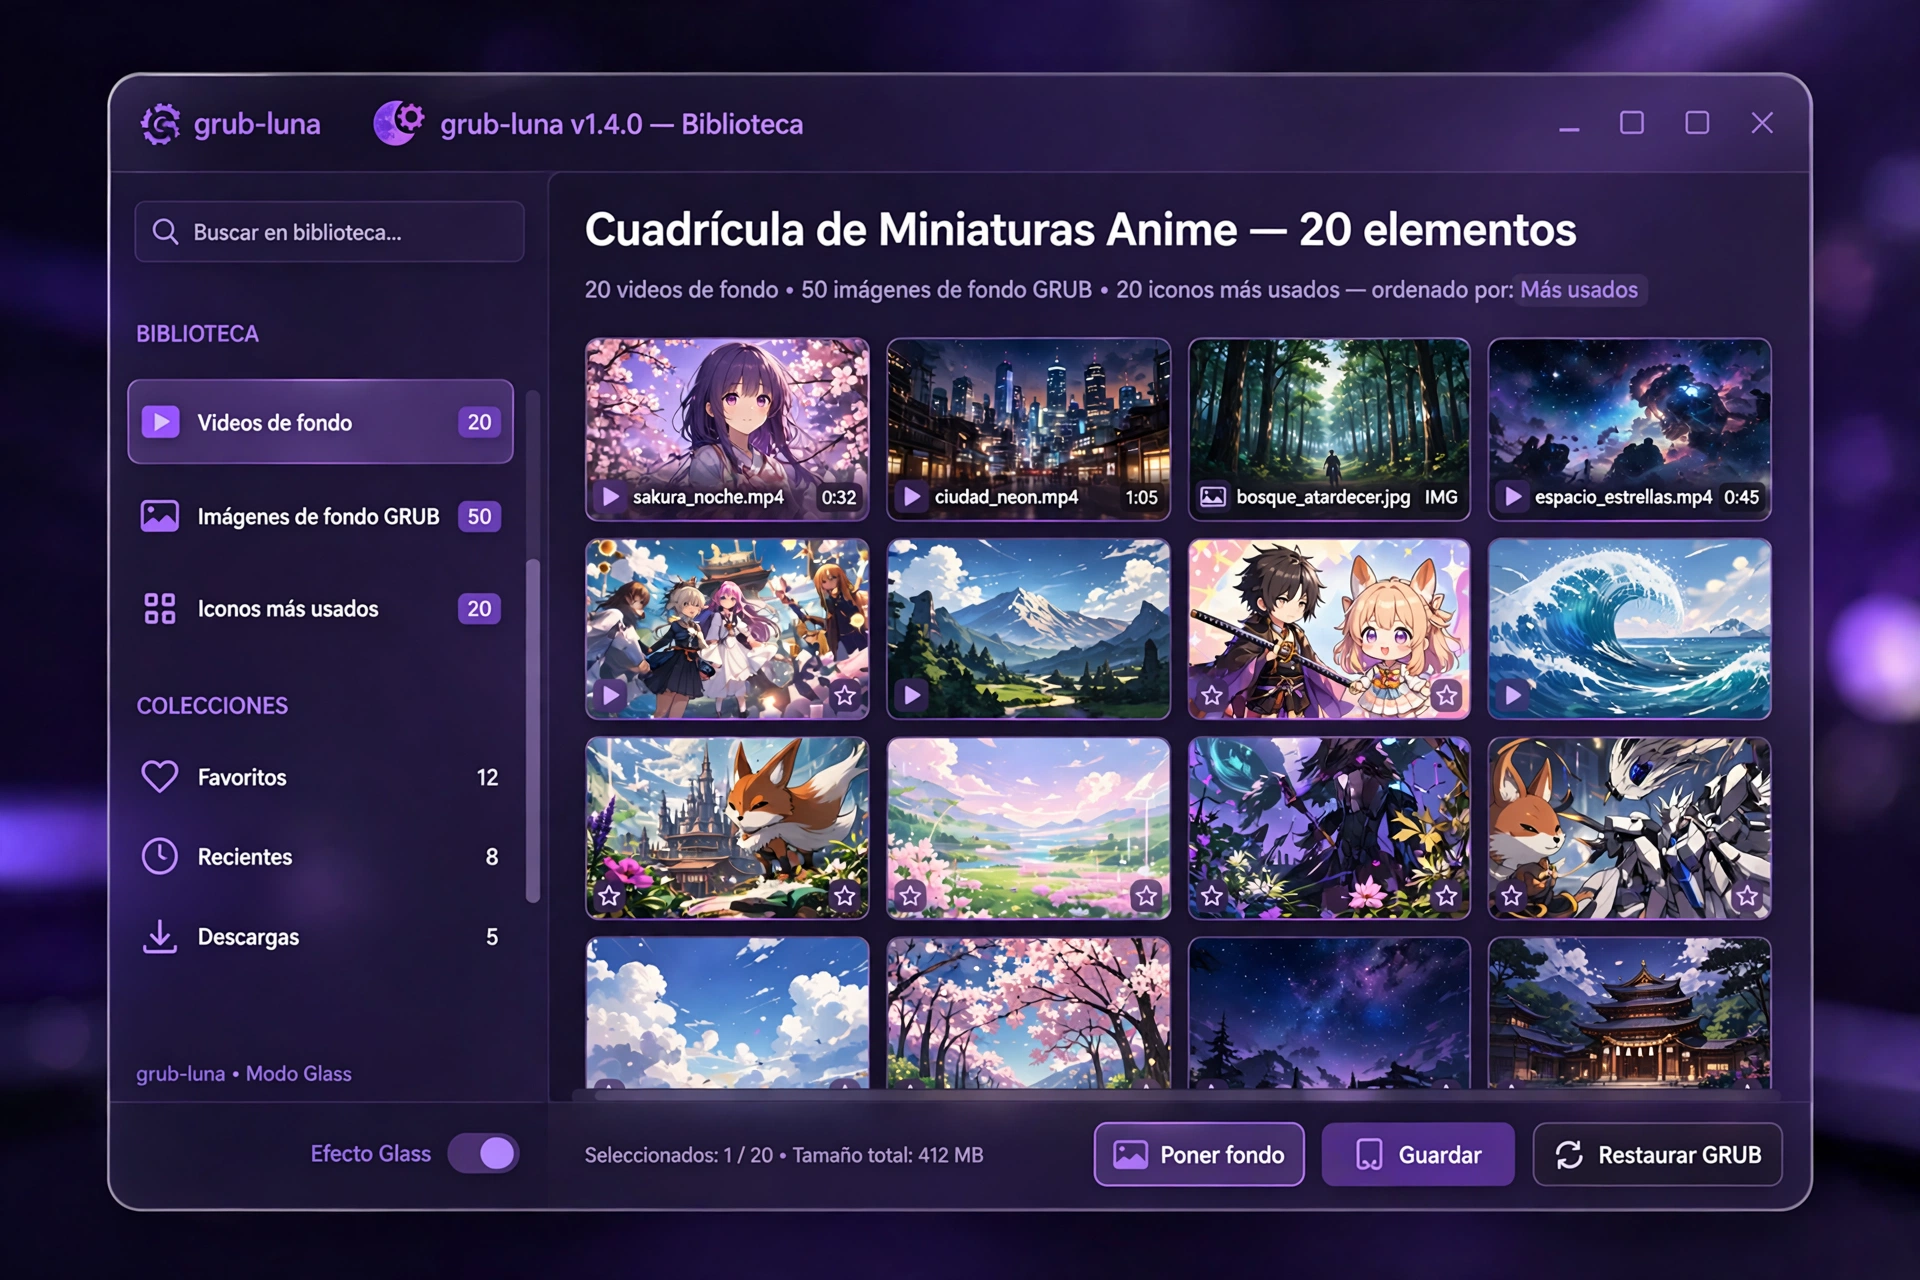 grub-luna
grub-luna v1.4.0 — Biblioteca
Buscar en biblioteca...
BIBLIOTECA
Videos de fondo 20
Imágenes de fondo GRUB 50
Iconos más usados 20
COLECCIONES
Favoritos 12
Recientes 8
Descargas 5
grub-luna • Modo Glass
Efecto Glass
Cuadrícula de Miniaturas Anime — 20 elementos
20 videos de fondo • 50 imágenes de fondo GRUB • 20 iconos más usados — ordenado por: Más usados
sakura_noche.mp4 0:32
ciudad_neon.mp4 1:05
bosque_atardecer.jpg IMG
espacio_estrellas.mp4 0:45
Seleccionados: 1 / 20 • Tamaño total: 412 MB
Poner fondo
Guardar
Restaurar GRUB